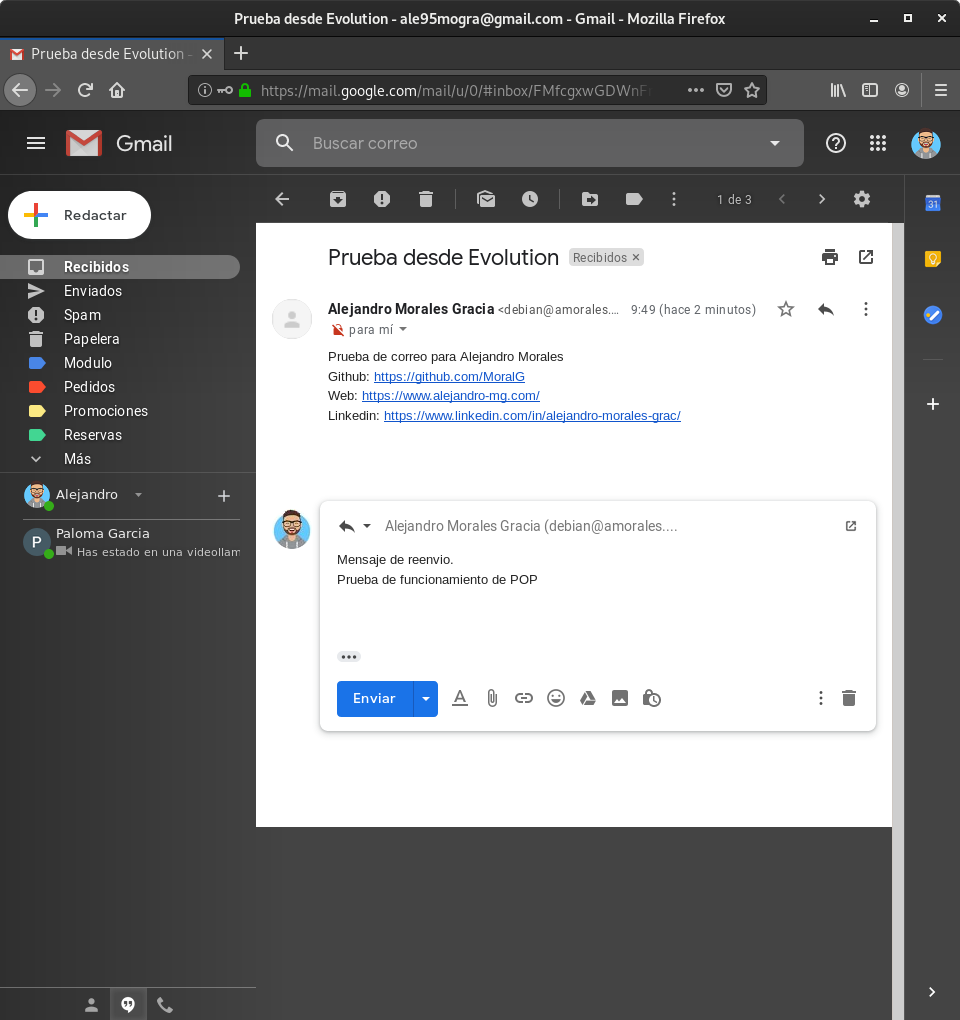 Prueba desde Evolution - ale95mogra@gmail.com - Gmail - Mozilla Firefox
Prueba desde Evolution -
https://mail.google.com/mail/u/0/#inbox/FMfcgxwGDWnF
Gmail
Buscar correo
Redactar
1 de 3
31
Recibidos
Enviados
Spam
Papelera
Modulo
Pedidos
Promociones
Reservas
Más
Alejandro
P
Paloma Garcia
Has estado en una videollam
Prueba desde Evolution
Recibidos ×
Alejandro Morales Gracia <debian@amorales.... 9:49 (hace 2 minutos)
para mí
Prueba de correo para Alejandro Morales
Github: https://github.com/MoralG
Web: https://www.alejandro-mg.com/
Linkedin: https://www.linkedin.com/in/alejandro-morales-grac/
Alejandro Morales Gracia (debian@amorales....
Mensaje de reenvio.
Prueba de funcionamiento de POP
Enviar